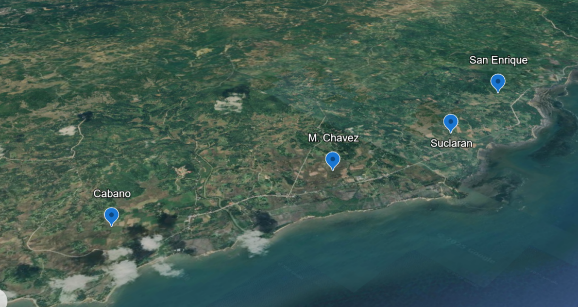 San Enrique
Suclaran
M. Chavez
Cabano